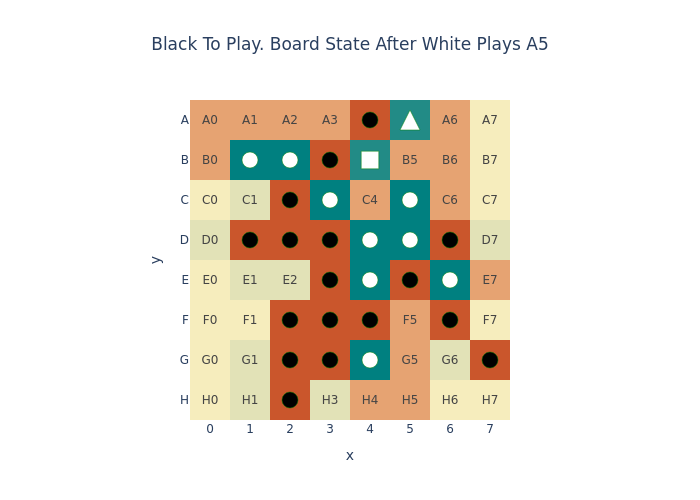 Black To Play. Board State After White Plays A5
A A0 A1 A2 A3 A6 A7
B B0 B5 B6 B7
C C0 C1 C4 C6 C7
D D0 D7
y
E E0 E1 E2 E7
F F0 F1 F5 F7
G G0 G1 G5 G6
H H0 H1 H3 H4 H5 H6 H7
0 1 2 3 4 5 6 7
x